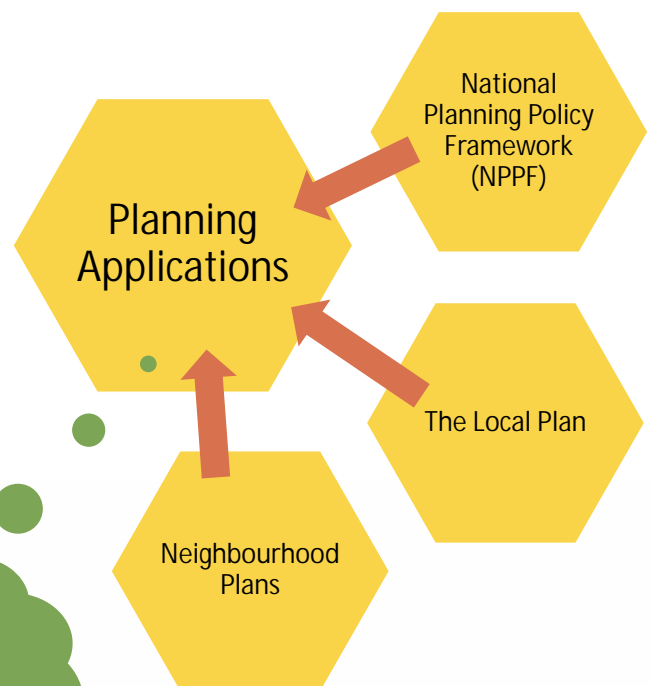 National
Planning Policy
Framework
(NPPF)
Planning
Applications
The Local Plan
Neighbourhood
Plans